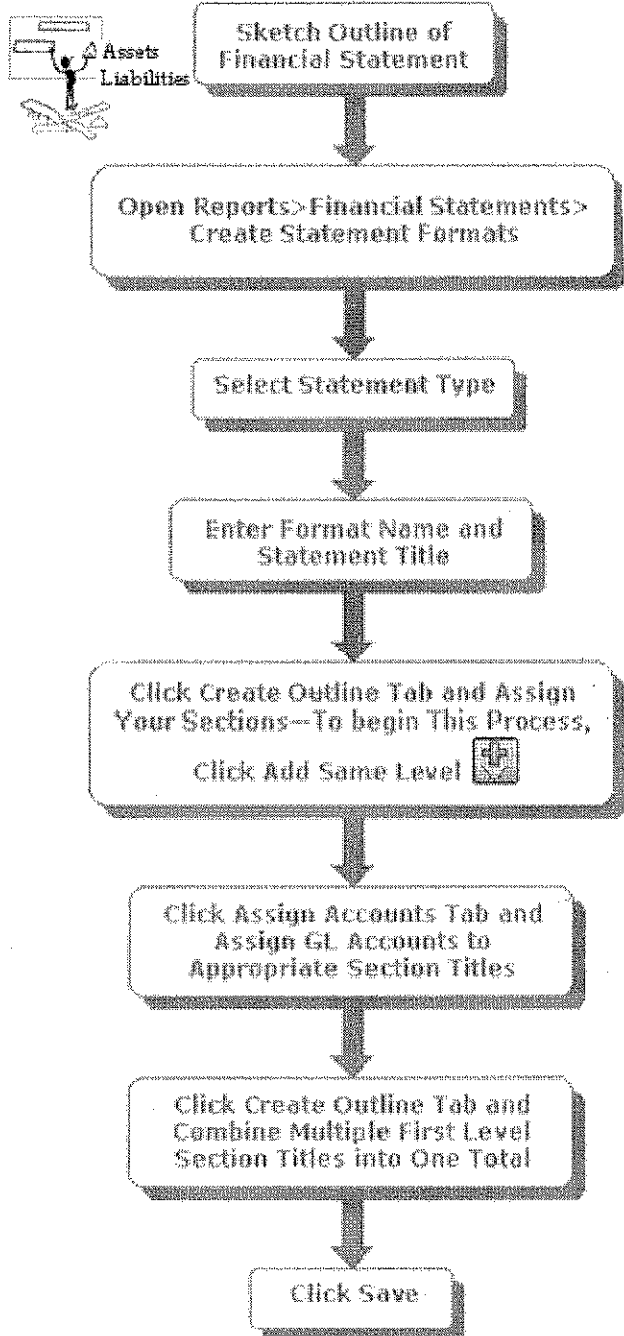 Assets
Liabilities
Sketch Outline of
Financial Statement
Open Reports>Financial Statements>
Create Statement Formats
Select Statement Type
Enter Format Name and
Statement Title
Click Create Outline Tab and Assign
Your Sections—To begin This Process,
Click Add Same Level
Click Assign Accounts Tab and
Assign GL Accounts to
Appropriate Section Titles
Click Create Outline Tab and
Combine Multiple First Level
Section Titles into One Total
Click Save